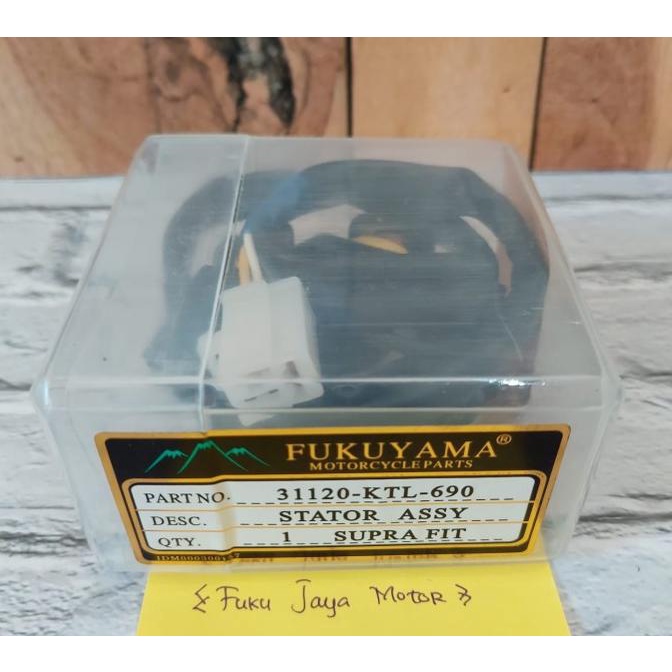 FUKUYAMA®
MOTORCYCLE PARTS
PART NO. 31120-KTL-690
DESC. STATOR ASSY
QTY. 1 SUPRA FIT
{Fuku Jaya Motor}